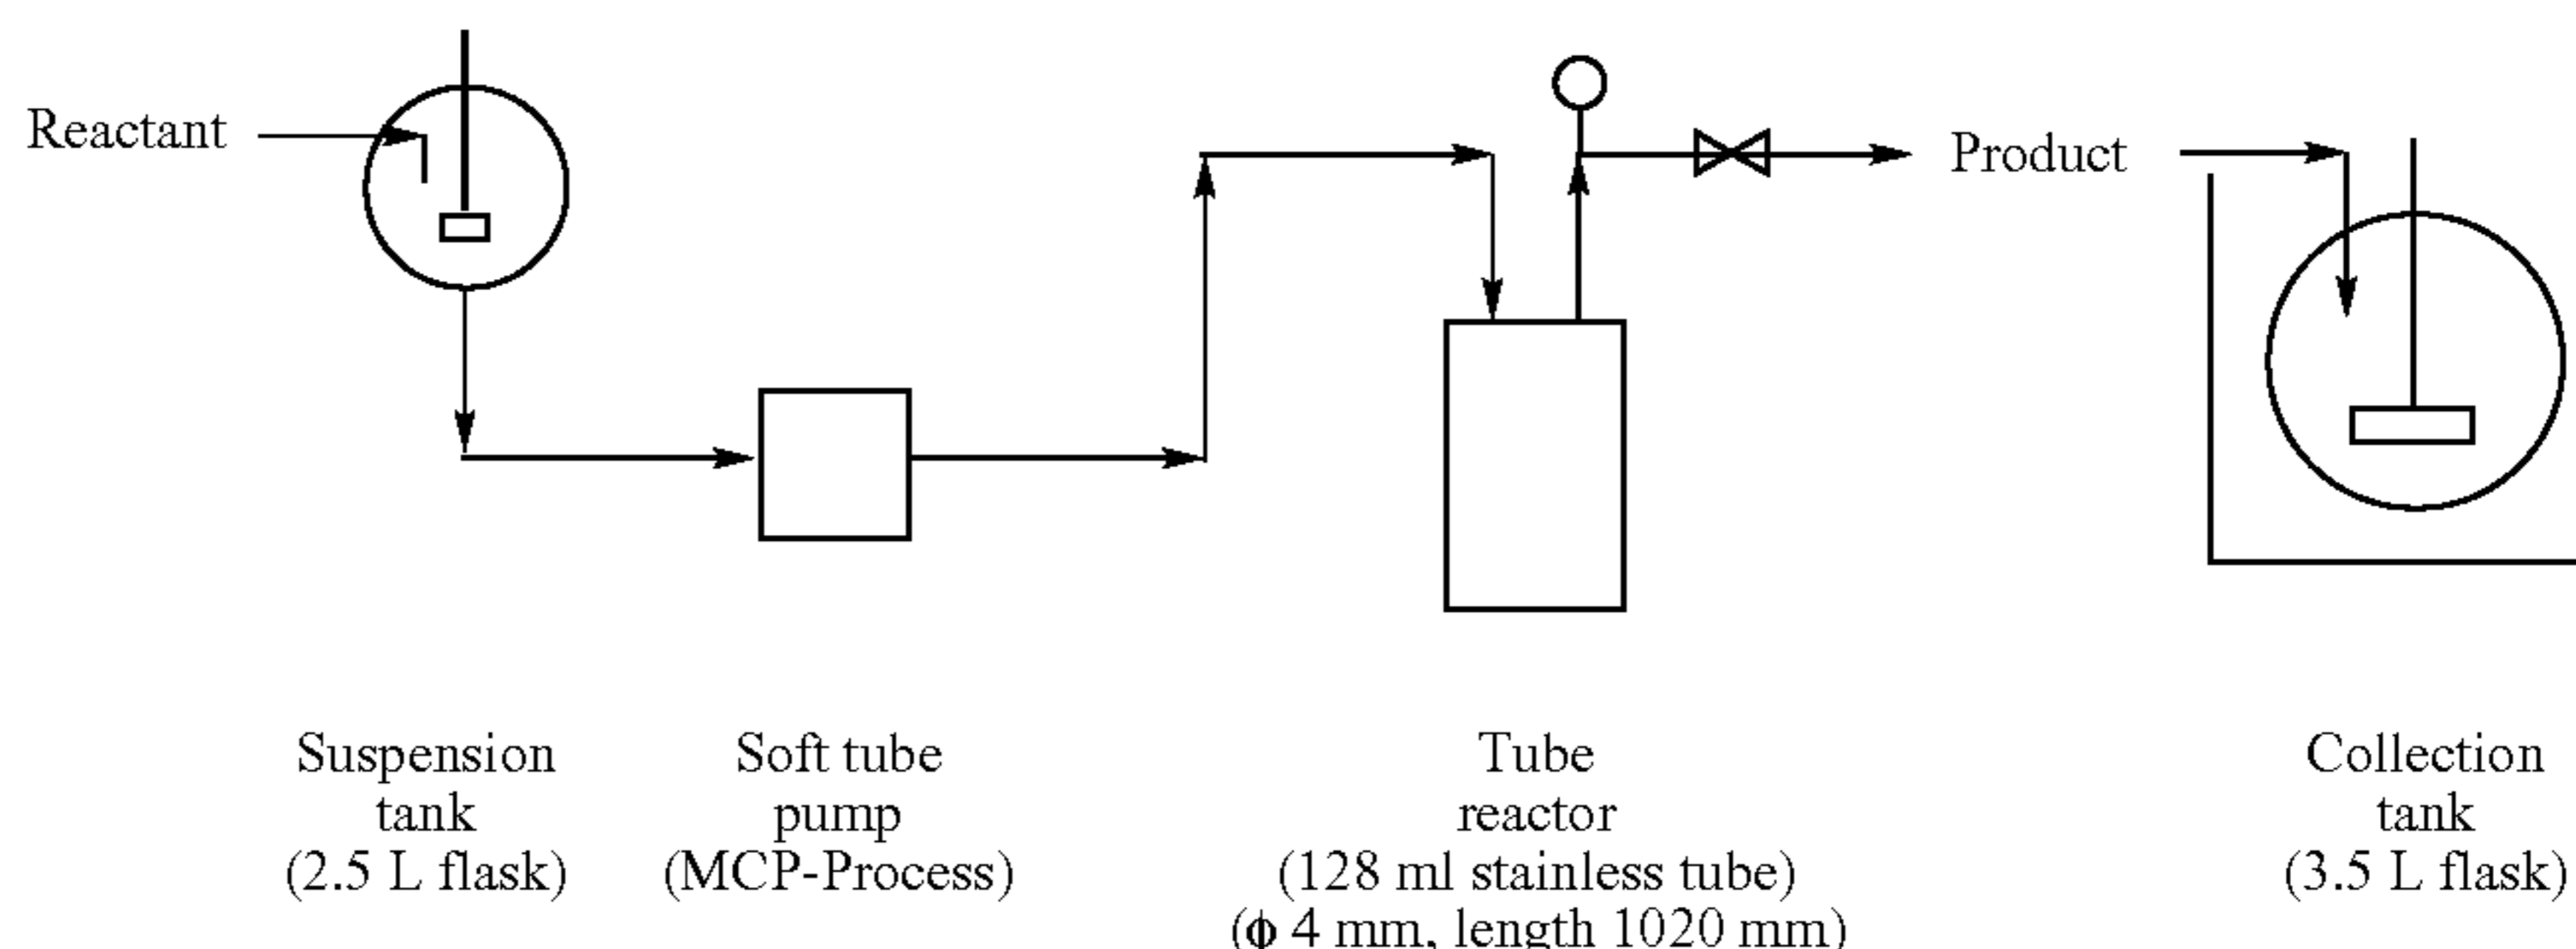 Reactant
Product
Suspension
tank
(2.5 L flask)
Soft tube
pump
(MCP-Process)
Tube
reactor
(128 ml stainless tube)
(ϕ 4 mm, length 1020 mm)
Collection
tank
(3.5 L flask)